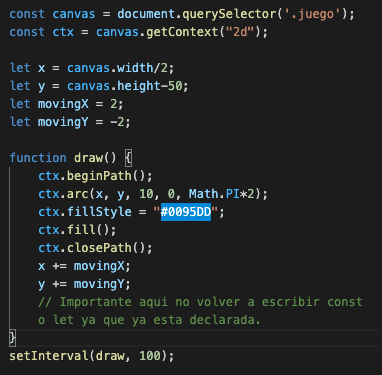 const canvas = document.querySelector('.juego');
const ctx = canvas.getContext("2d");

let x = canvas.width/2;
let y = canvas.height-50;
let movingX = 2;
let movingY = -2;

function draw() {
    ctx.beginPath();
    ctx.arc(x, y, 10, 0, Math.PI*2);
    ctx.fillStyle = "#0095DD";
    ctx.fill();
    ctx.closePath();
    x += movingX;
    y += movingY;
    // Importante aqui no volver a escribir const
    o let ya que ya esta declarada.
}
setInterval(draw, 100);